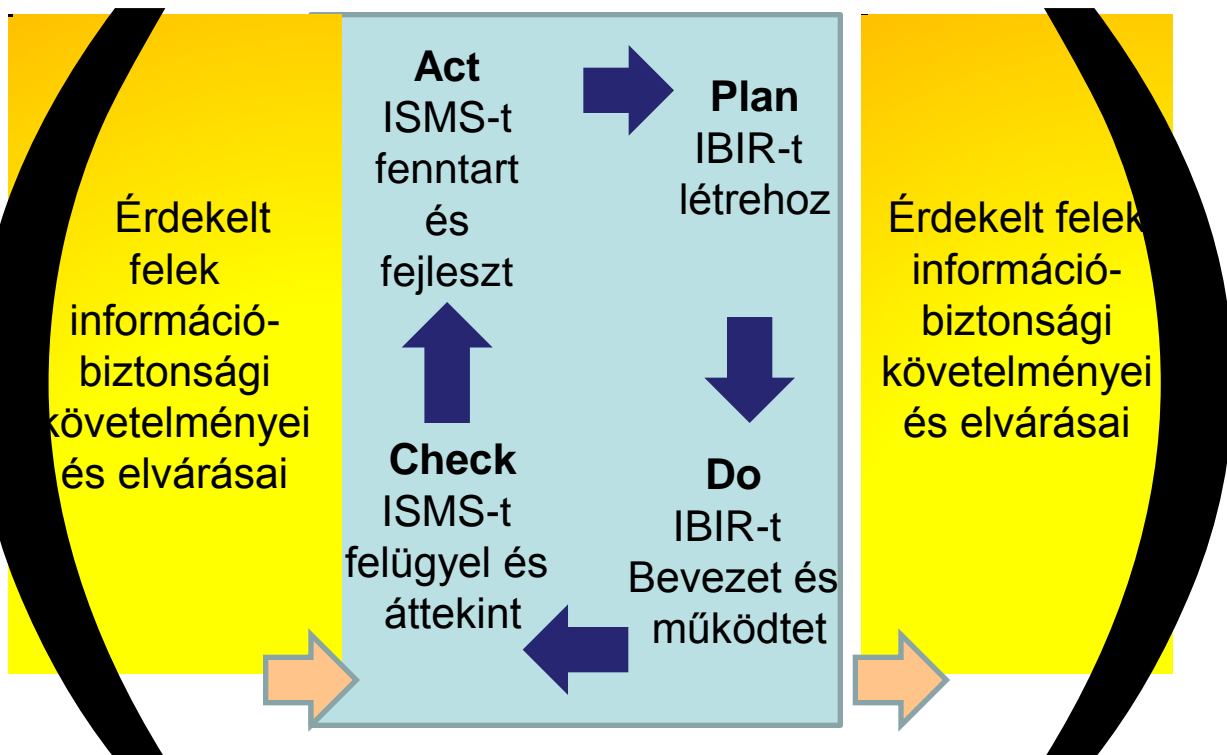 Érdekelt
felek
információ-
biztonsági
követelményei
és elvárásai
Act
ISMS-t
fenntart
és
fejleszt
Plan
IBIR-t
létrehoz
Check
ISMS-t
felügyel és
áttekint
Do
IBIR-t
Bevezet és
működtet
Érdekelt felek
információ-
biztonsági
követelményei
és elvárásai